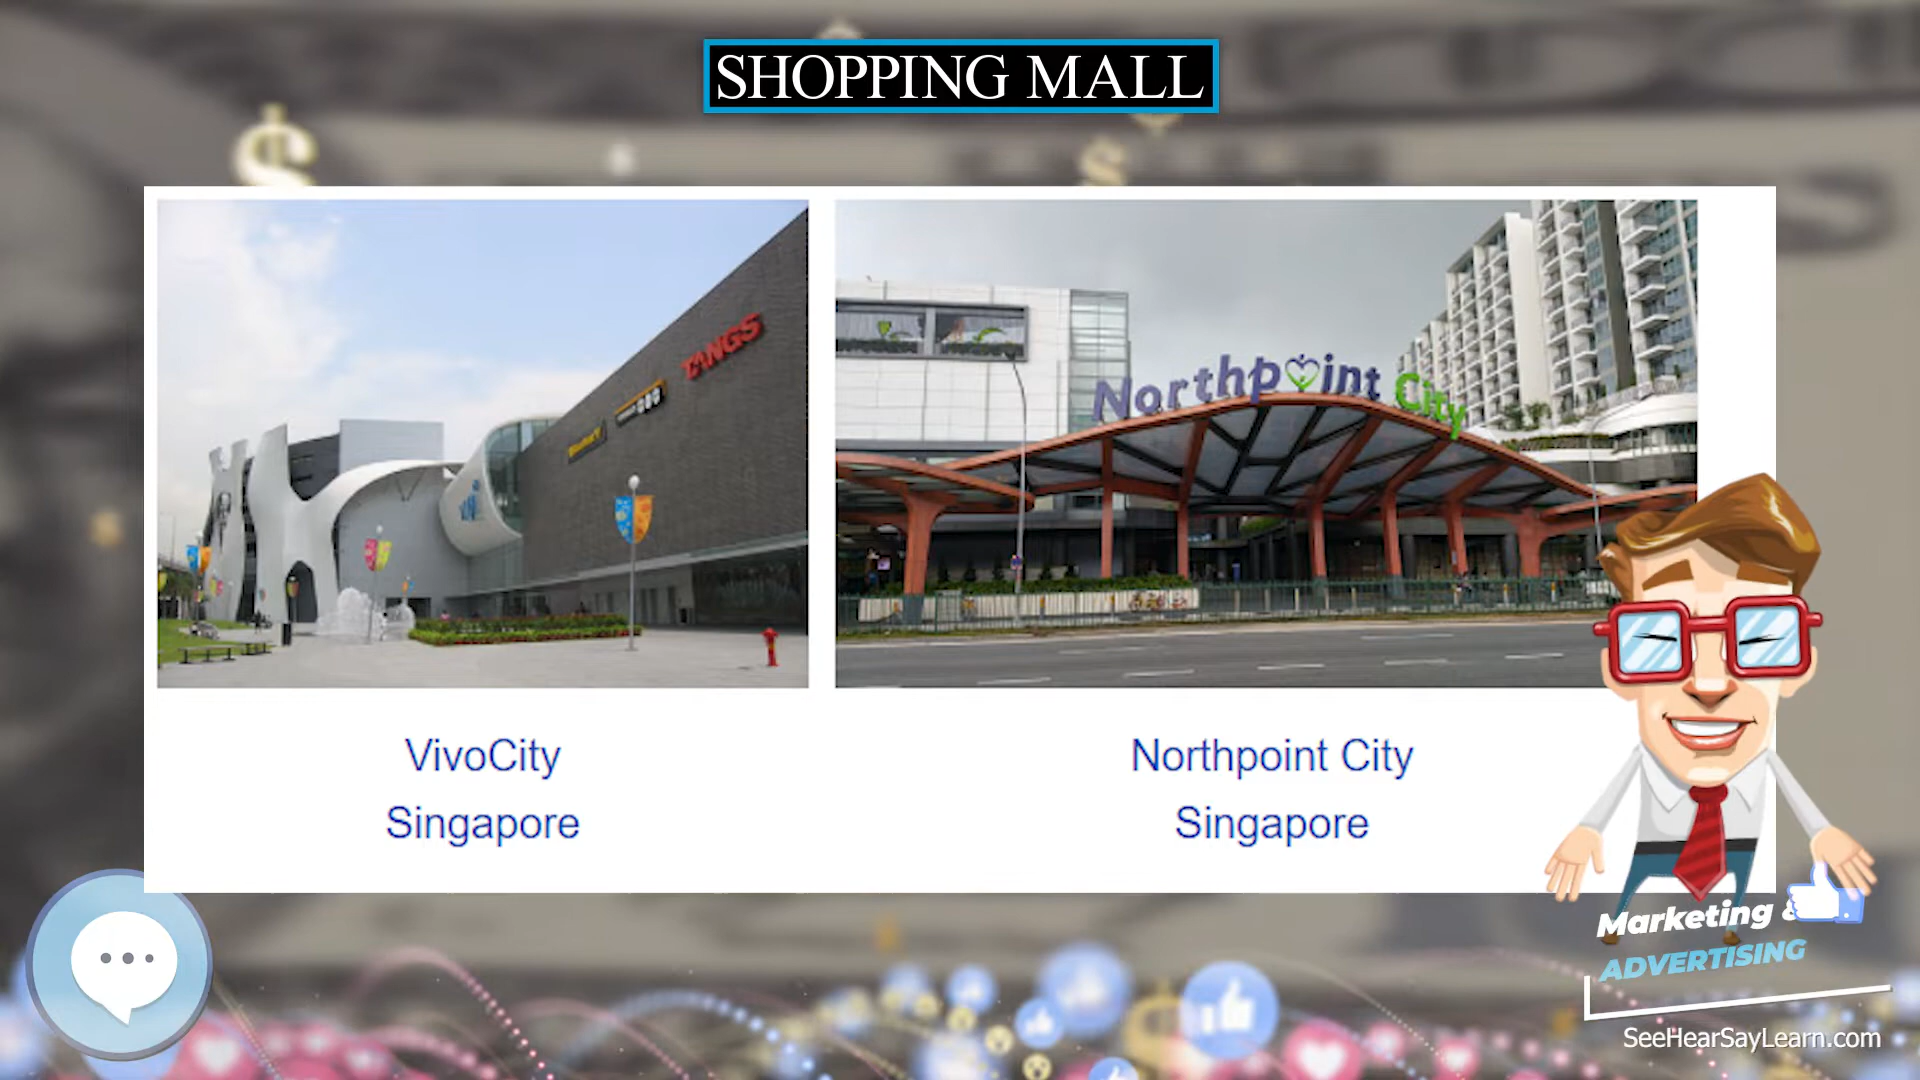 SHOPPING MALL
TANGS
Northpoint City
VivoCity
Singapore
Northpoint City
Singapore
Marketing &
ADVERTISING
SeeHearSayLearn.com